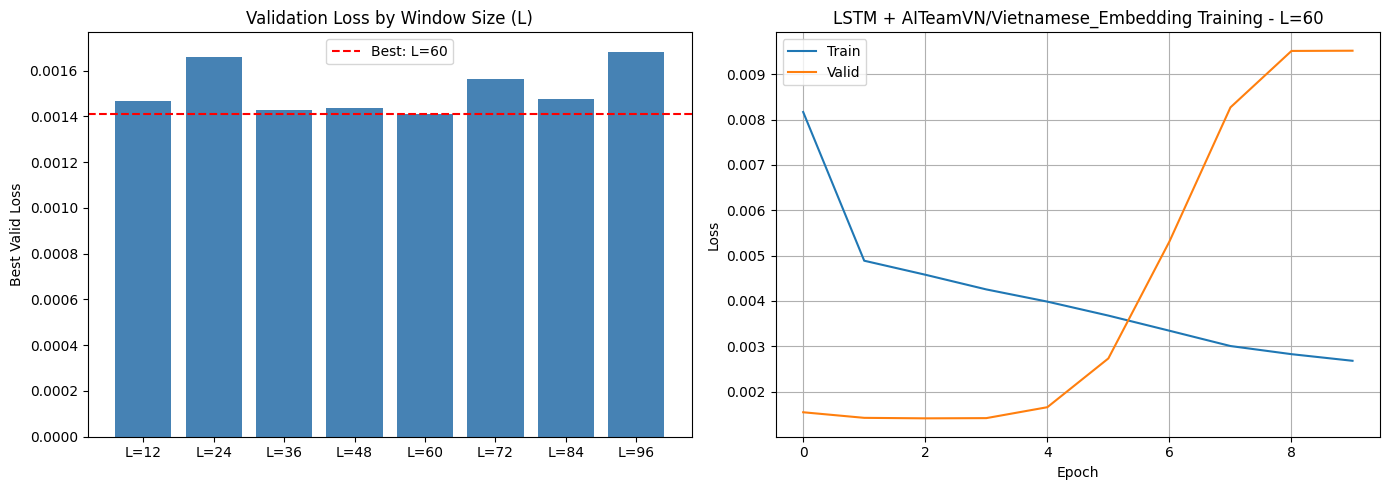 Validation Loss by Window Size (L)
Best Valid Loss
0.0016
0.0014
0.0012
0.0010
0.0008
0.0006
0.0004
0.0002
0.0000
Best: L=60
L=12 L=24 L=36 L=48 L=60 L=72 L=84 L=96
LSTM + AITeamVN/Vietnamese_Embedding Training - L=60
Loss
0.009
0.008
0.007
0.006
0.005
0.004
0.003
0.002
Train
Valid
0 2 4 6 8
Epoch